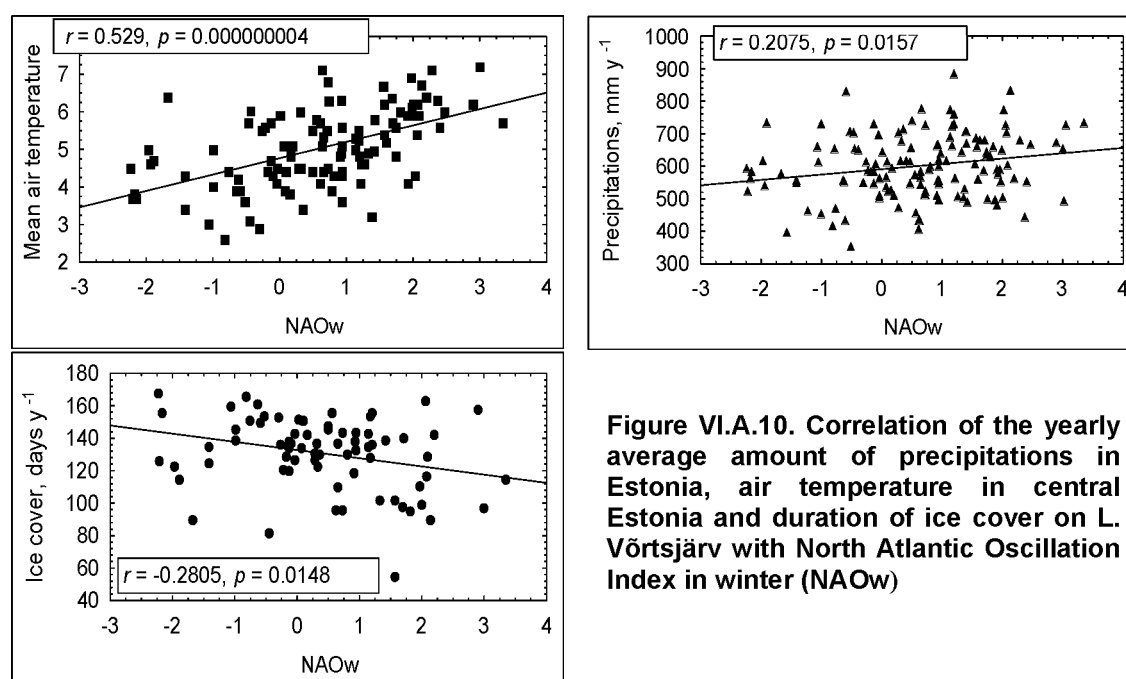 r = 0.529, p = 0.000000004
Mean air temperature
7
6
5
4
3
2
-3 -2 -1 0 1 2 3 4
NAOw
r = 0.2075, p = 0.0157
Precipitations, mm y -1
1000
900
800
700
600
500
400
300
-3 -2 -1 0 1 2 3 4
NAOw
Ice cover, days y-1
180
160
140
120
100
80
60
40
r = -0.2805, p = 0.0148
-3 -2 -1 0 1 2 3 4
NAOw
Figure VI.A.10. Correlation of the yearly
average amount of precipitations in
Estonia, air temperature in central
Estonia and duration of ice cover on L.
Võrtsjärv with North Atlantic Oscillation
Index in winter (NAOw)